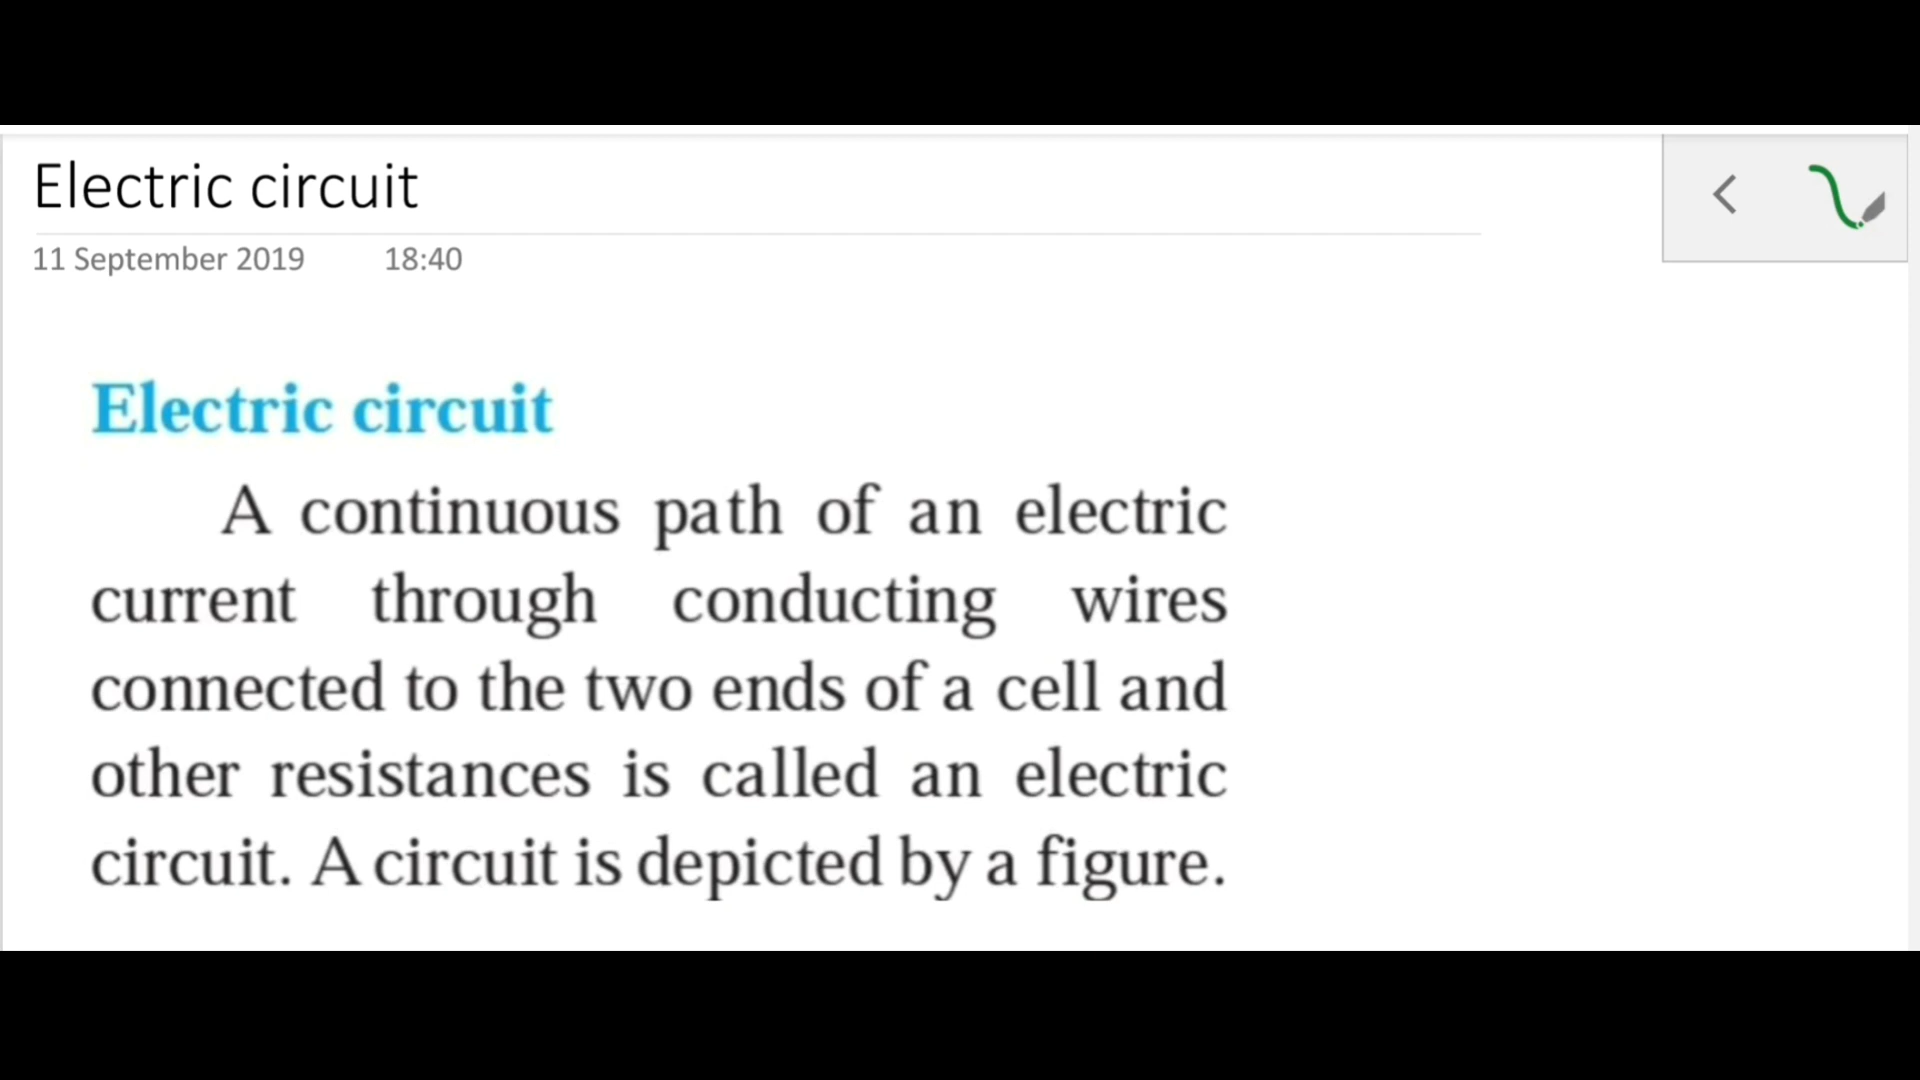 Electric circuit
11 September 2019 18:40
Electric circuit
A continuous path of an electric
current through conducting wires
connected to the two ends of a cell and
other resistances is called an electric
circuit. A circuit is depicted by a figure.